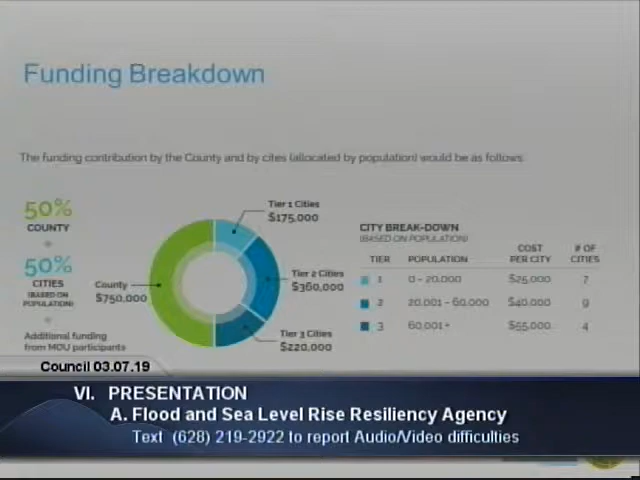 Funding Breakdown
The funding contribution by the County and by cites (allocated by population) would be as follows:
50%
COUNTY
+
50%
CITIES
(BASED ON
POPULATION)
+
Additional funding
from MOU participants
County
$750,000
Tier 1 Cities
$175,000
Tier 2 Cities
$360,000
Tier 3 Cities
$220,000
CITY BREAK-DOWN
(BASED ON POPULATION)
TIER POPULATION COST PER CITY # OF CITIES
1 0 - 20,000 $25,000 7
2 20,001 - 60,000 $40,000 9
3 60,001+ $55,000 4
Council 03.07.19
VI. PRESENTATION
A. Flood and Sea Level Rise Resiliency Agency
Text (628) 219-2922 to report Audio/Video difficulties